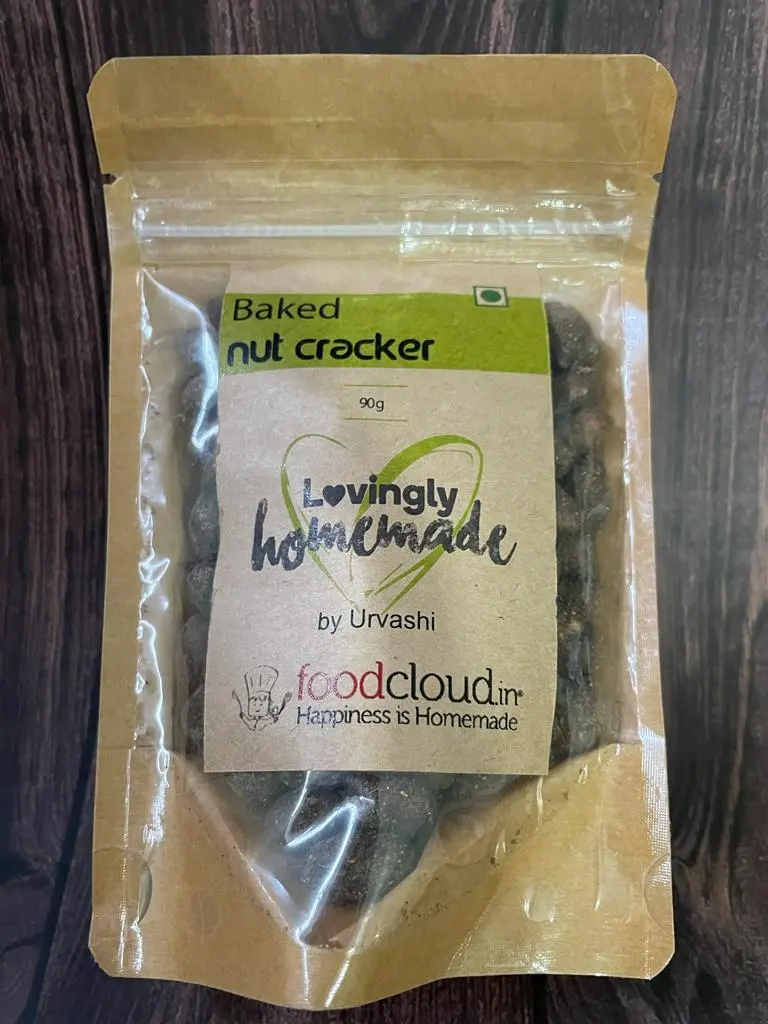 Baked
nut cracker
90g
Lovingly
homemade
by Urvashi
foodcloud.in®
Happiness is Homemade